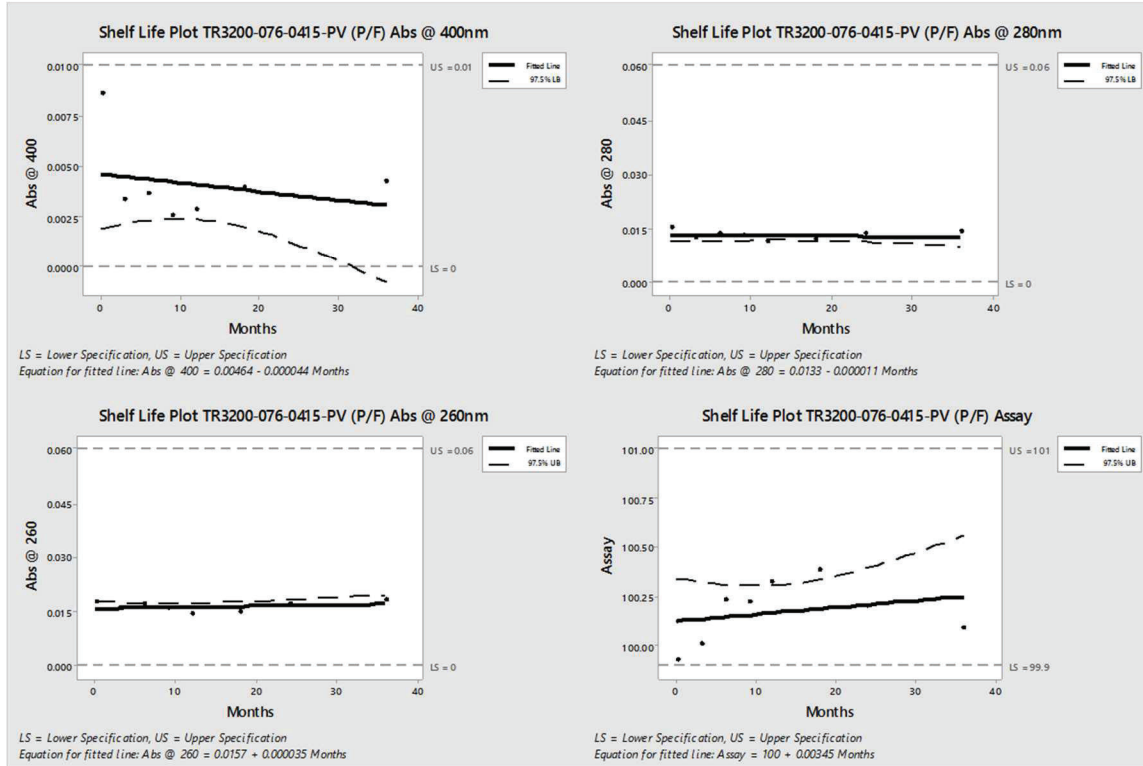 Shelf Life Plot TR3200-076-0415-PV (P/F) Abs @ 400nm
0.0100
0.0075
0.0050
0.0025
0.0000
Abs @ 400
US = 0.01
LS = 0
Fitted Line
97.5% LB
0 10 20 30 40
Months
LS = Lower Specification, US = Upper Specification
Equation for fitted line: Abs @ 400 = 0.00464 - 0.000044 Months
Shelf Life Plot TR3200-076-0415-PV (P/F) Abs @ 280nm
0.060
0.045
0.030
0.015
0.000
Abs @ 280
US = 0.06
LS = 0
Fitted Line
97.5% LB
0 10 20 30 40
Months
LS = Lower Specification, US = Upper Specification
Equation for fitted line: Abs @ 280 = 0.0133 - 0.000011 Months
Shelf Life Plot TR3200-076-0415-PV (P/F) Abs @ 260nm
0.060
0.045
0.030
0.015
0.000
Abs @ 260
US = 0.06
LS = 0
Fitted Line
97.5% UB
0 10 20 30 40
Months
LS = Lower Specification, US = Upper Specification
Equation for fitted line: Abs @ 260 = 0.0157 + 0.000035 Months
Shelf Life Plot TR3200-076-0415-PV (P/F) Assay
101.00
100.75
100.50
100.25
100.00
Assay
US = 101
LS = 99.9
Fitted Line
97.5% UB
0 10 20 30 40
Months
LS = Lower Specification, US = Upper Specification
Equation for fitted line: Assay = 100 + 0.00345 Months